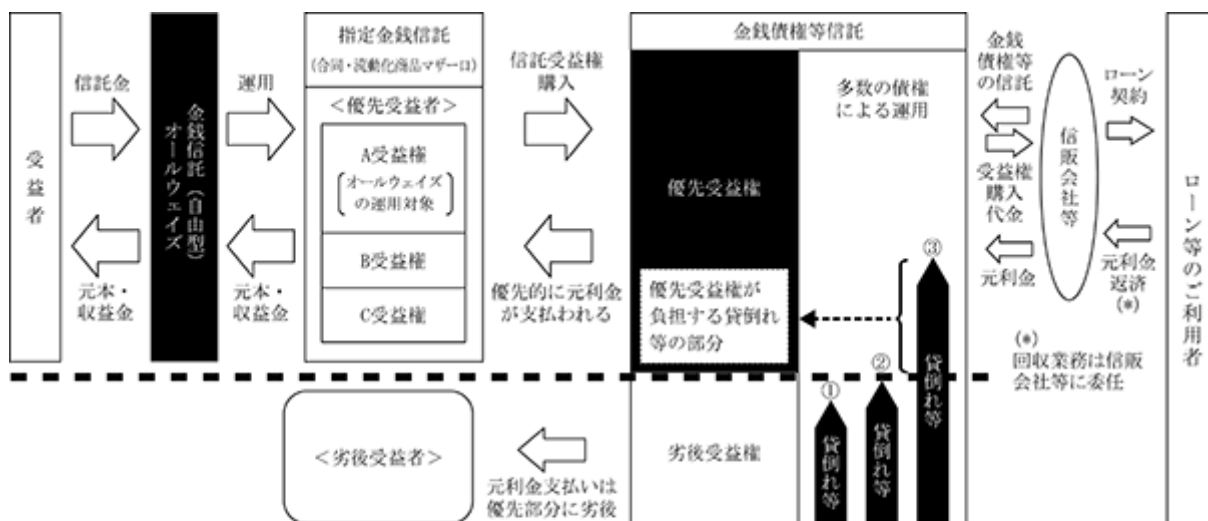 受益者
信託金
元本・
収益金
金銭信託（自由型）
オールウェイズ
運用
元本・
収益金
指定金銭信託
（合同・流動化商品マザー口）
＜優先受益者＞
A受益権
オールウェイズ
の運用対象
B受益権
C受益権
信託受益権
購入
優先的に元利金
が支払われる
＜劣後受益者＞
元利金支払いは
優先部分に劣後
金銭債権等信託
優先受益権
優先受益権が
負担する貸倒れ
等の部分
劣後受益権
多数の債権
による運用
①
貸倒れ等
②
貸倒れ等
③
貸倒れ等
金銭
債権等
の信託
受益権
購入
代金
元利金
信販会社等
ローン
契約
元利金
返済
(*)
(*)
回収業務は信販
会社等に委任
ローン等のご利用者